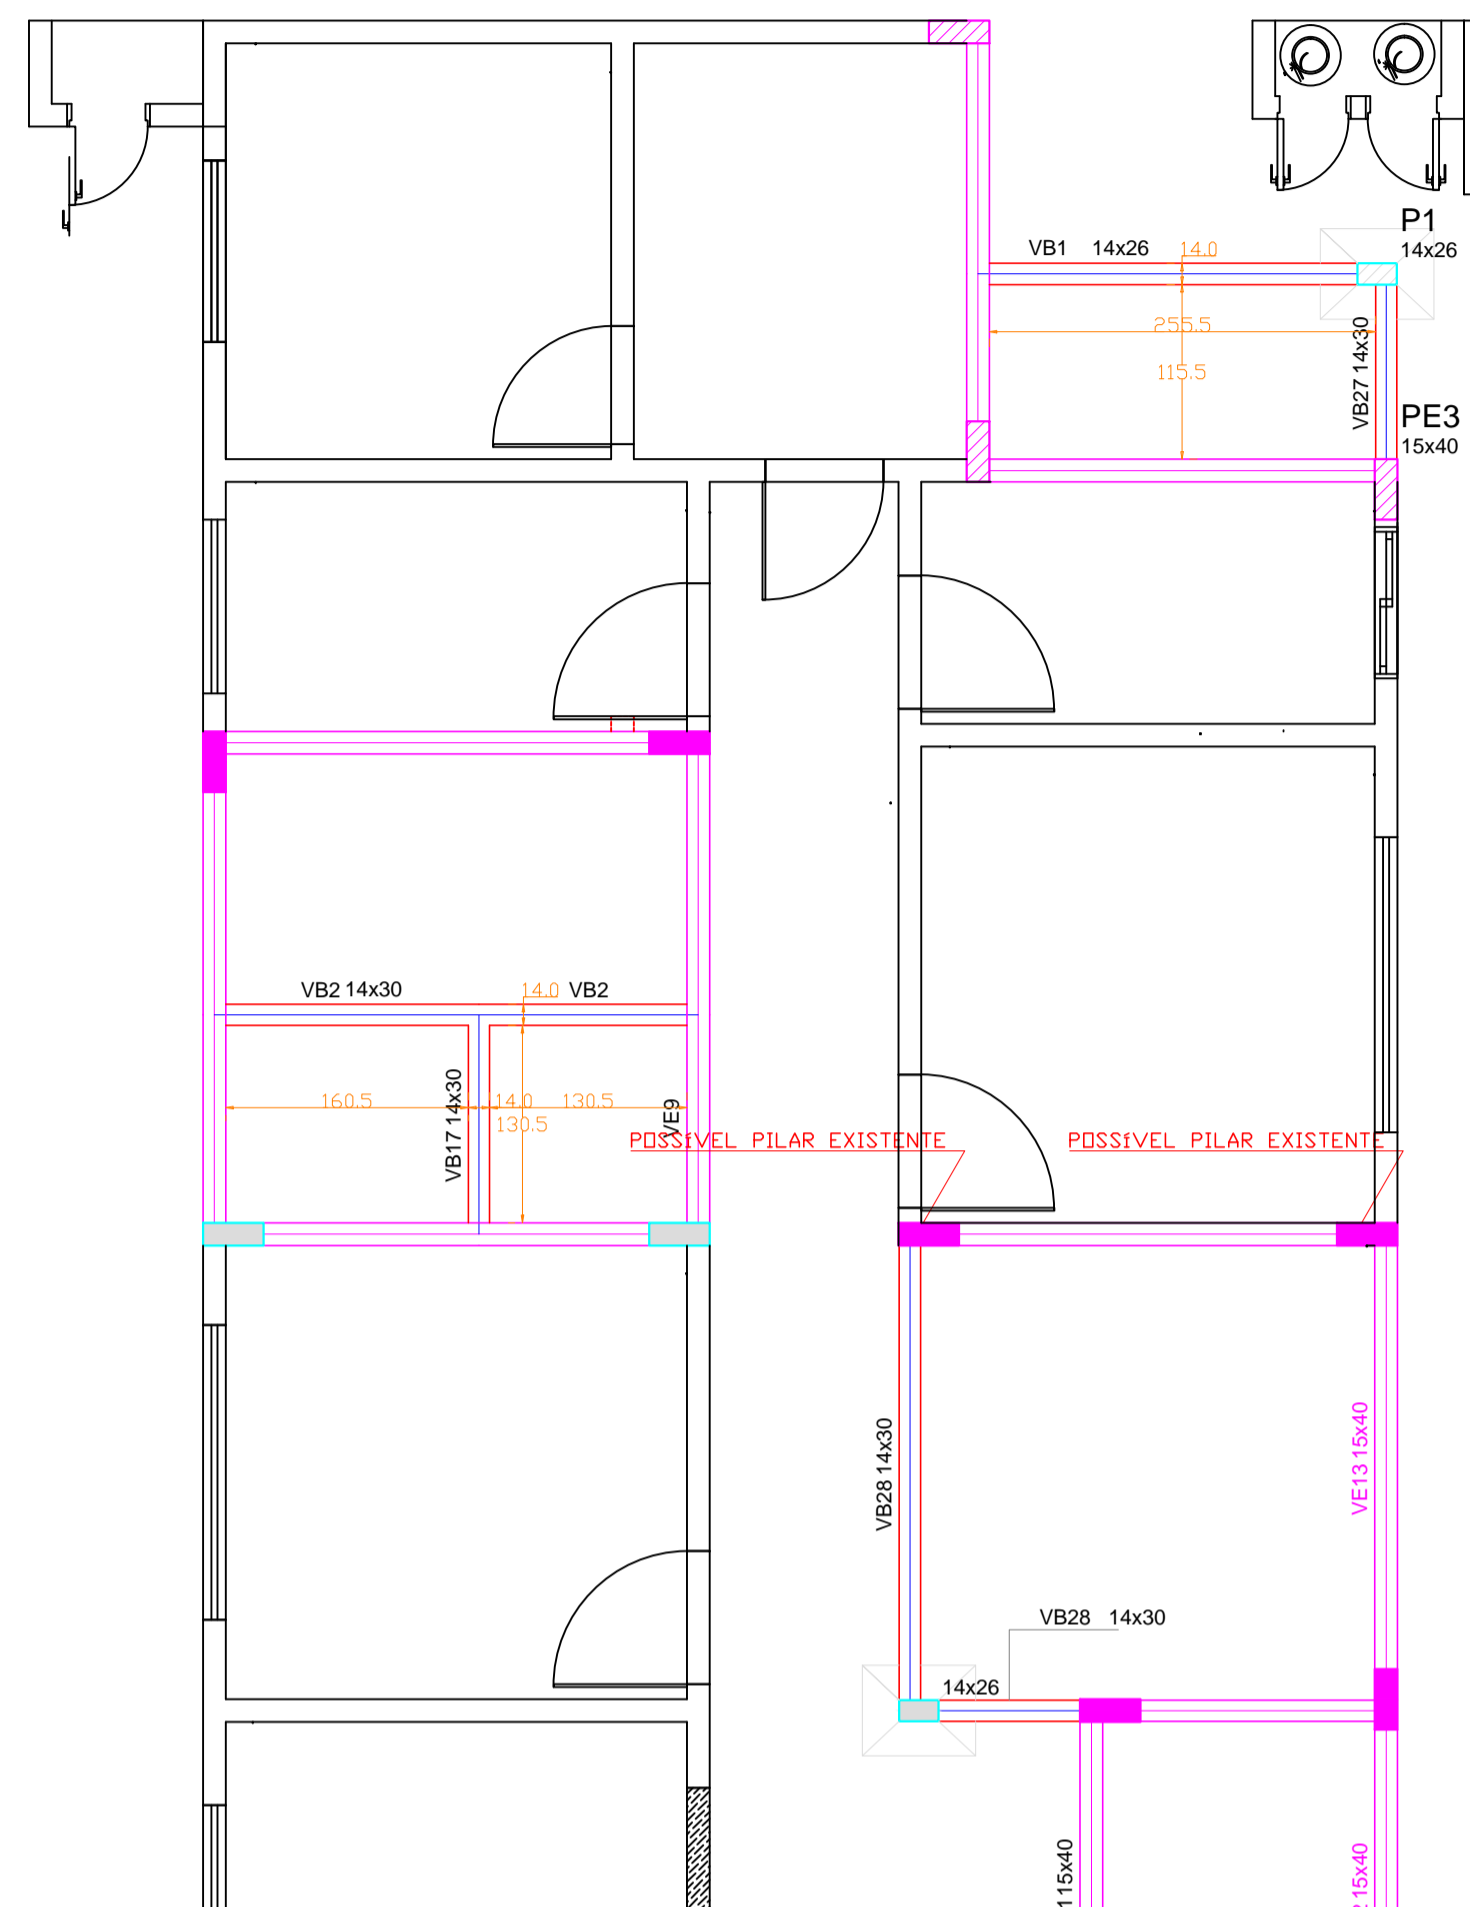 P1
VB1 14x26
14.0
14x26
255.5
VB27 14x30
115.5
PE3
15x40
VB2 14x30
14.0
VB2
VB17 14x30
160.5
14.0
130.5
130.5
VE9
POSSÍVEL PILAR EXISTENTE
POSSÍVEL PILAR EXISTENTE
VB28 14x30
VE13 15x40
VB28 14x30
14x26
15x40
15x40